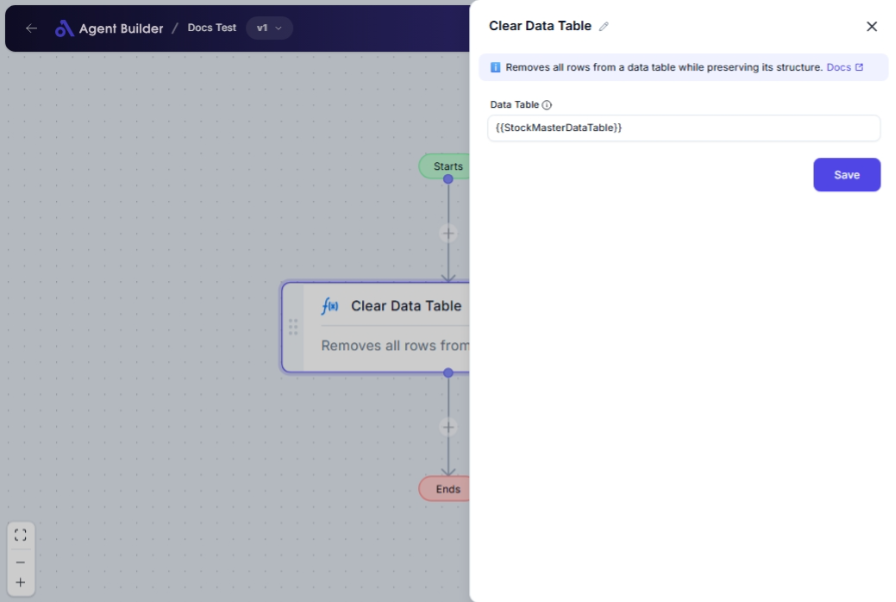 Agent Builder / Docs Test v1
Starts
Clear Data Table
Removes all rows from
Ends
Clear Data Table
Removes all rows from a data table while preserving its structure. Docs
Data Table
{{StockMasterDataTable}}
Save